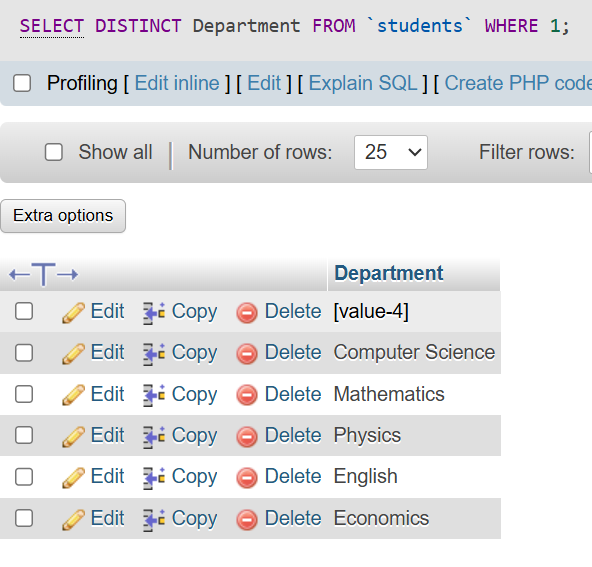 SELECT DISTINCT Department FROM `students` WHERE 1;
Profiling [ Edit inline ] [ Edit ] [ Explain SQL ] [ Create PHP code
Show all | Number of rows: 25 Filter rows:
Extra options
←T→ Department
Edit Copy Delete [value-4]
Edit Copy Delete Computer Science
Edit Copy Delete Mathematics
Edit Copy Delete Physics
Edit Copy Delete English
Edit Copy Delete Economics